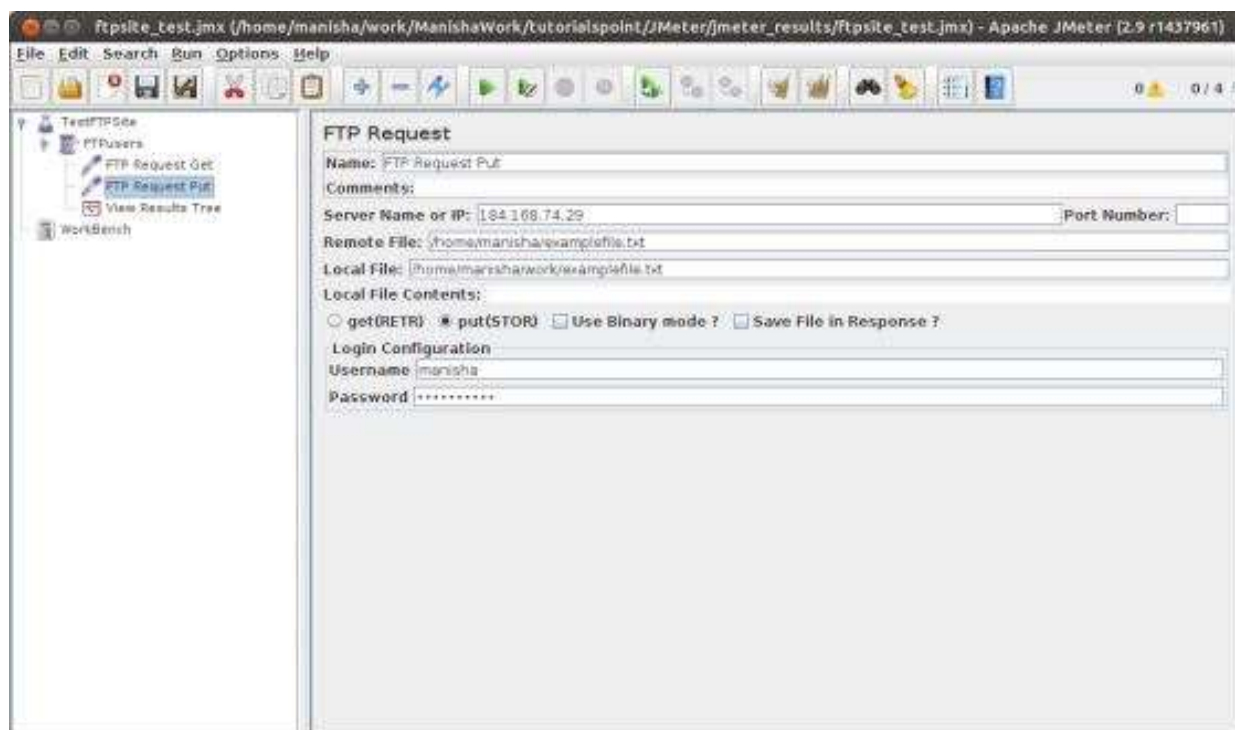 ftpsite_test.jmx (/home/manisha/work/ManishaWork/tutorialspoint/JMeter/jmeter_results/ftpsite_test.jmx) - Apache JMeter (2.9 r1437961)
File Edit Search Run Options Help
0 0 / 4
TestFTPSite
FTPusers
FTP Request Get
FTP Request Put
View Results Tree
WorkBench
FTP Request
Name: FTP Request Put
Comments:
Server Name or IP: 184.168.74.29 Port Number:
Remote File: /home/manisha/examplefile.txt
Local File: /home/manisha/work/examplefile.txt
Local File Contents:
get(RETR) put(STOR) Use Binary mode ? Save File in Response ?
Login Configuration
Username manisha
Password ••••••••••